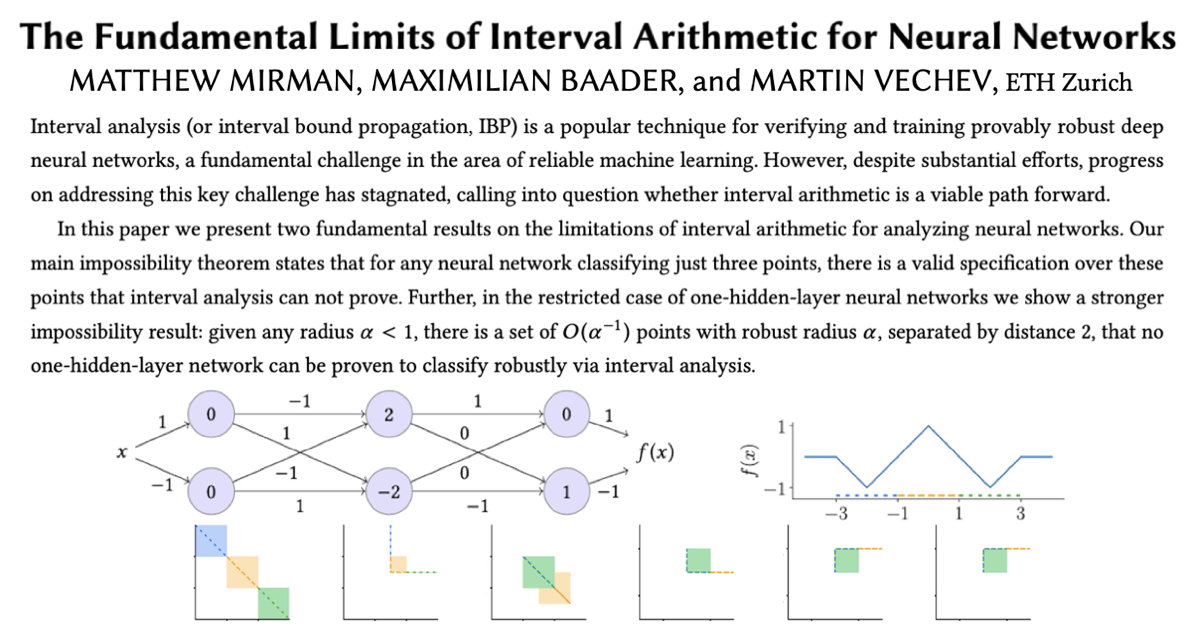 The Fundamental Limits of Interval Arithmetic for Neural Networks
MATTHEW MIRMAN, MAXIMILIAN BAADER, and MARTIN VECHEV, ETH Zurich
Interval analysis (or interval bound propagation, IBP) is a popular technique for verifying and training provably robust deep
neural networks, a fundamental challenge in the area of reliable machine learning. However, despite substantial efforts, progress
on addressing this key challenge has stagnated, calling into question whether interval arithmetic is a viable path forward.
In this paper we present two fundamental results on the limitations of interval arithmetic for analyzing neural networks. Our
main impossibility theorem states that for any neural network classifying just three points, there is a valid specification over these
points that interval analysis can not prove. Further, in the restricted case of one-hidden-layer neural networks we show a stronger
impossibility result: given any radius α < 1, there is a set of O(α⁻¹) points with robust radius α, separated by distance 2, that no
one-hidden-layer network can be proven to classify robustly via interval analysis.
x
1
−1
0
0
−1
1
−1
1
2
−2
1
0
0
−1
0
1
1
−1
f(x)
f(x)
1
−1
−3 −1 1 3